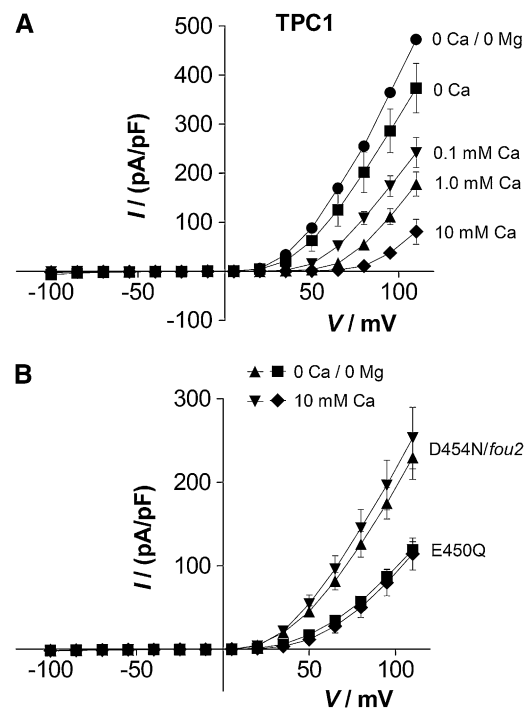 A
TPC1
500
400
300
200
100
-100
I / (pA/pF)
-100
-50
50
100
V / mV
0 Ca / 0 Mg
0 Ca
0.1 mM Ca
1.0 mM Ca
10 mM Ca
B
0 Ca / 0 Mg
10 mM Ca
300
200
100
I / (pA/pF)
-100
-50
50
100
V / mV
D454N/fou2
E450Q